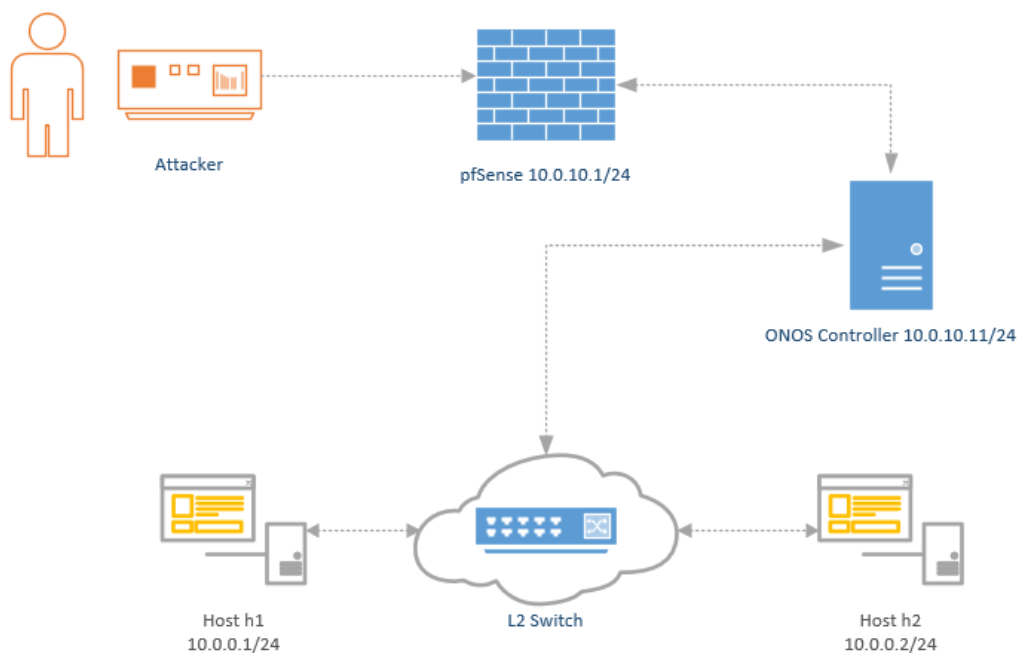 Attacker
pfSense 10.0.10.1/24
ONOS Controller 10.0.10.11/24
Host h1
10.0.0.1/24
L2 Switch
Host h2
10.0.0.2/24